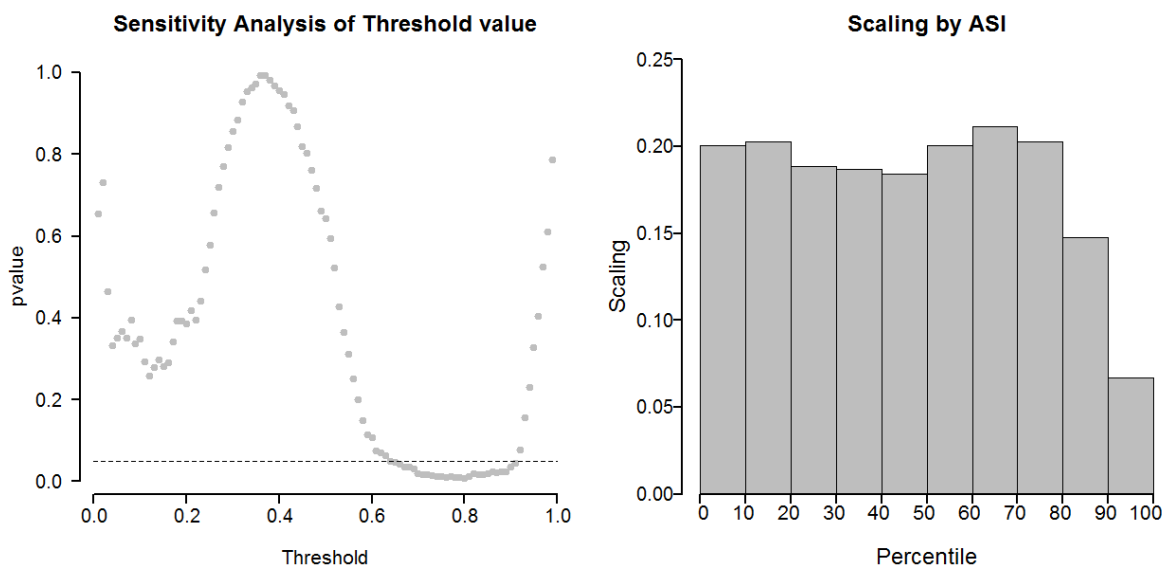 Sensitivity Analysis of Threshold value
pvalue
1.0
0.8
0.6
0.4
0.2
0.0
0.0 0.2 0.4 0.6 0.8 1.0
Threshold
Scaling by ASI
Scaling
0.25
0.20
0.15
0.10
0.05
0.00
0 10 20 30 40 50 60 70 80 90 100
Percentile